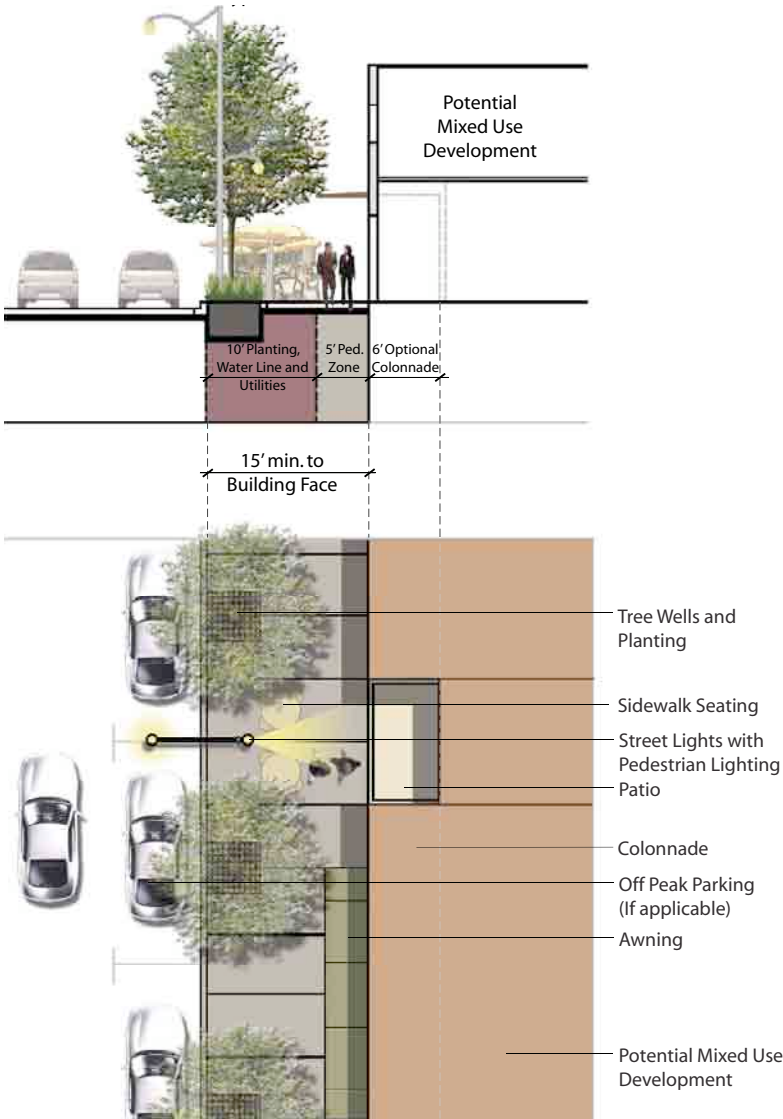 Potential
Mixed Use
Development
10’ Planting,
Water Line and
Utilities
5’ Ped.
Zone
6’ Optional
Colonnade
15’ min. to
Building Face
Tree Wells and
Planting
Sidewalk Seating
Street Lights with
Pedestrian Lighting
Patio
Colonnade
Off Peak Parking
(If applicable)
Awning
Potential Mixed Use
Development